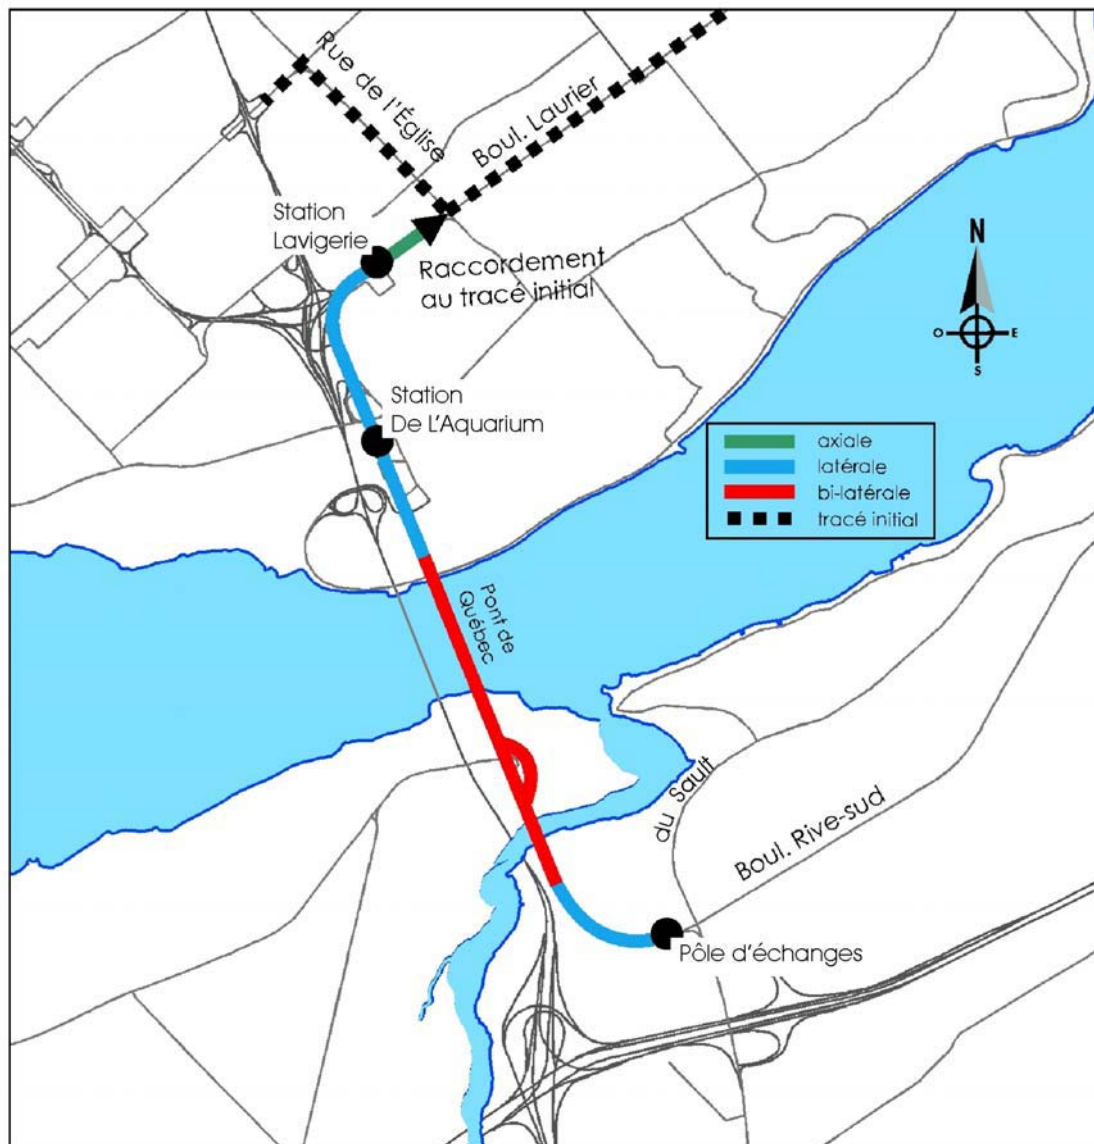 Rue de l'Église
Boul. Laurier
Station
Lavigerie
Raccordement
au tracé initial
N
O
E
S
Station
De L'Aquarium
axiale
latérale
bi-latérale
tracé initial
Pont de
Québec
du Sault
Boul. Rive-sud
Pôle d'échanges